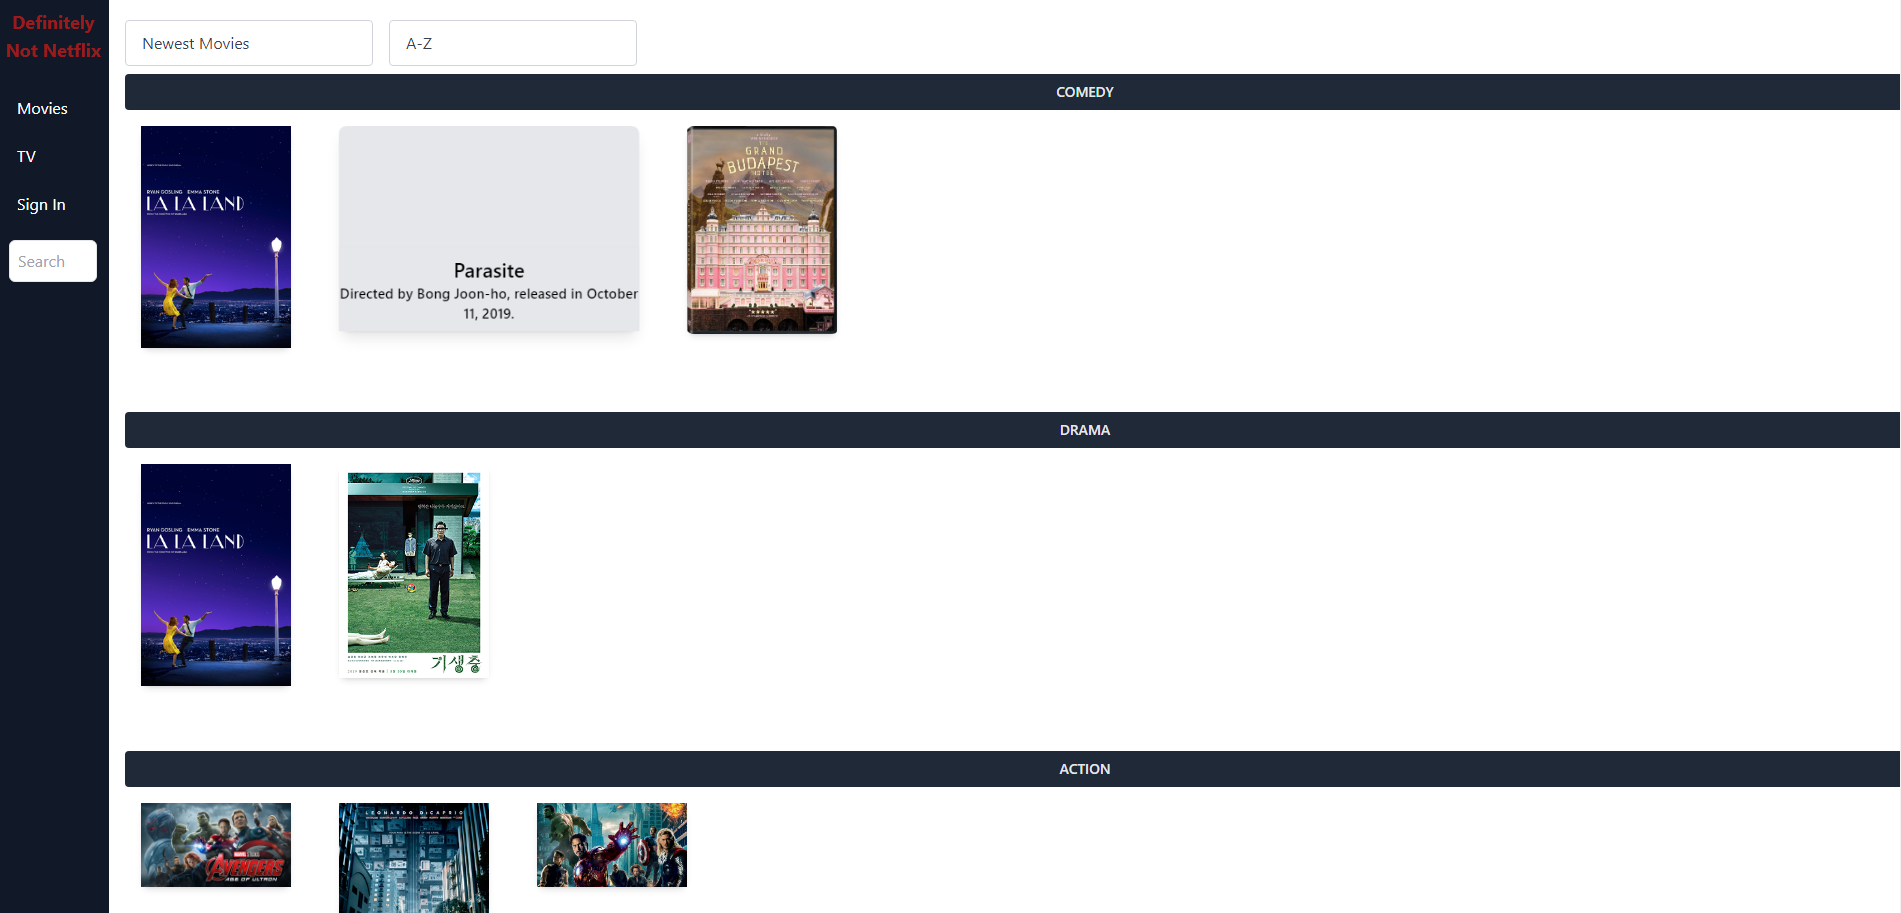 Definitely
Not Netflix
Movies
TV
Sign In
Search
Newest Movies
A-Z
COMEDY
RYAN GOSLING EMMA STONE
LA LA LAND
Parasite
Directed by Bong Joon-ho, released in October
11, 2019.
THE
GRAND
BUDAPEST
HOTEL
DRAMA
RYAN GOSLING EMMA STONE
LA LA LAND
기생충
ACTION
AVENGERS
AGE OF ULTRON
LEONARDO DiCAPRIO